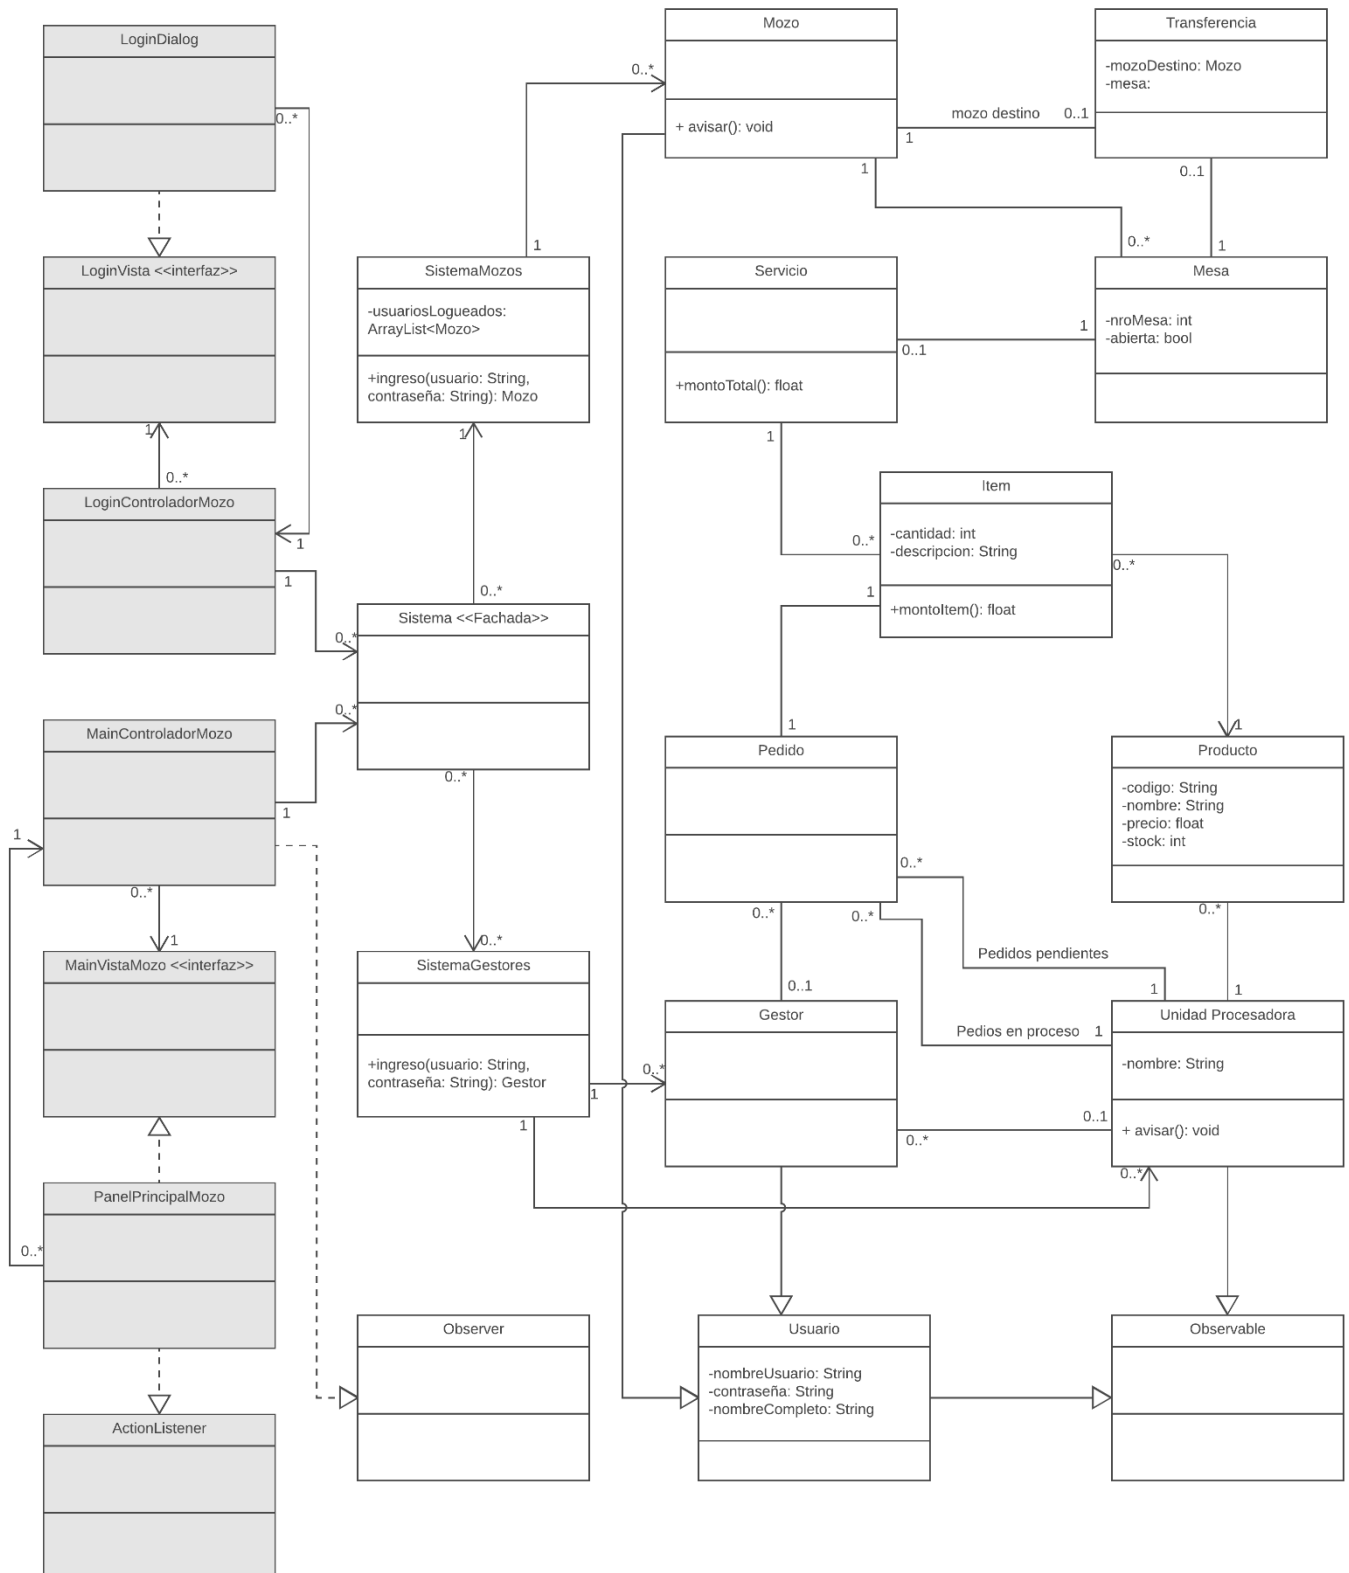 LoginDialog
0..*
LoginVista <<interfaz>>
1
0..*
LoginControladorMozo
1
1
MainControladorMozo
1
1
0..*
1
MainVistaMozo <<interfaz>>
PanelPrincipalMozo
0..*
ActionListener
0..*
1
SistemaMozos
-usuariosLogueados:
ArrayList<Mozo>
+ingreso(usuario: String,
contraseña: String): Mozo
1
0..*
Sistema <<Fachada>>
0..*
0..*
0..*
0..*
SistemaGestores
+ingreso(usuario: String,
contraseña: String): Gestor
1
1
Observer
Mozo
+ avisar(): void
1
mozo destino
0..1
1
Transferencia
-mozoDestino: Mozo
-mesa:
0..1
0..*
1
Servicio
+montoTotal(): float
0..1
1
Mesa
-nroMesa: int
-abierta: bool
1
0..*
Item
-cantidad: int
-descripcion: String
+montoItem(): float
0..*
1
1
1
Pedido
0..*
0..*
0..*
Producto
-codigo: String
-nombre: String
-precio: float
-stock: int
0..*
Pedidos pendientes
0..1
1
1
Gestor
0..*
Pedios en proceso
1
Unidad Procesadora
-nombre: String
+ avisar(): void
0..*
0..1
0..*
Usuario
-nombreUsuario: String
-contraseña: String
-nombreCompleto: String
Observable